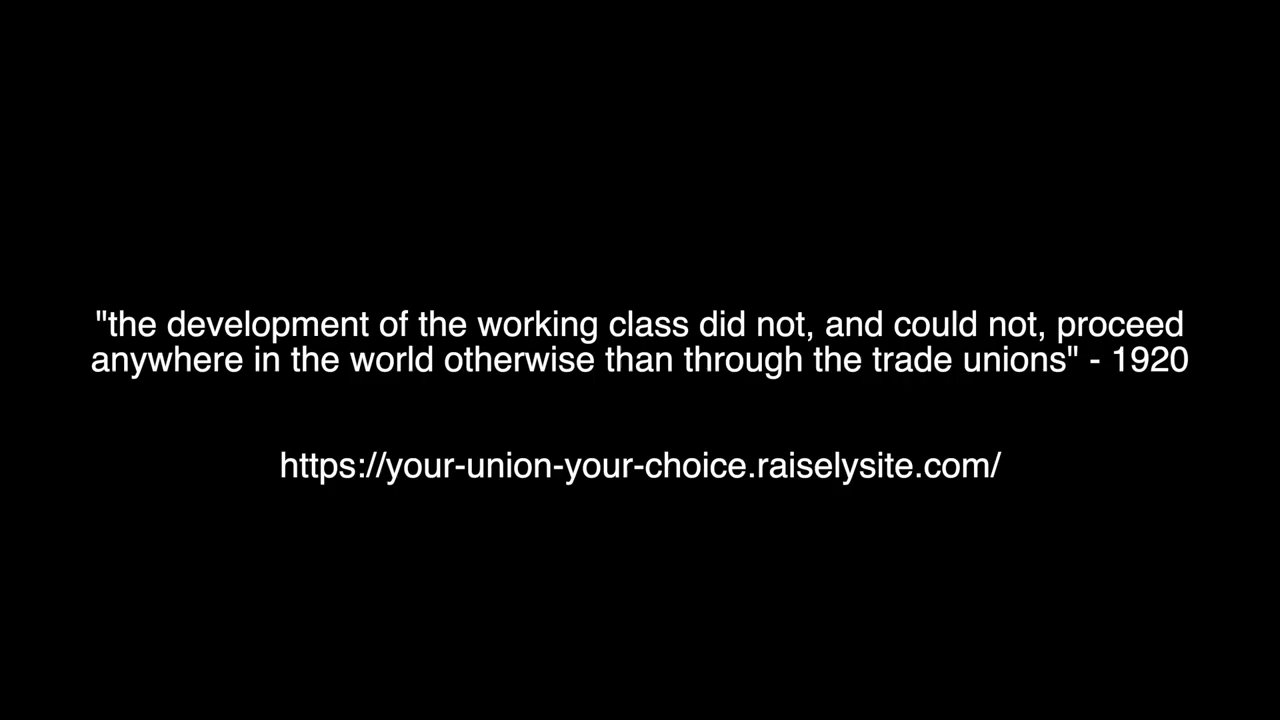 "the development of the working class did not, and could not, proceed
anywhere in the world otherwise than through the trade unions" - 1920
https://your-union-your-choice.raiselysite.com/